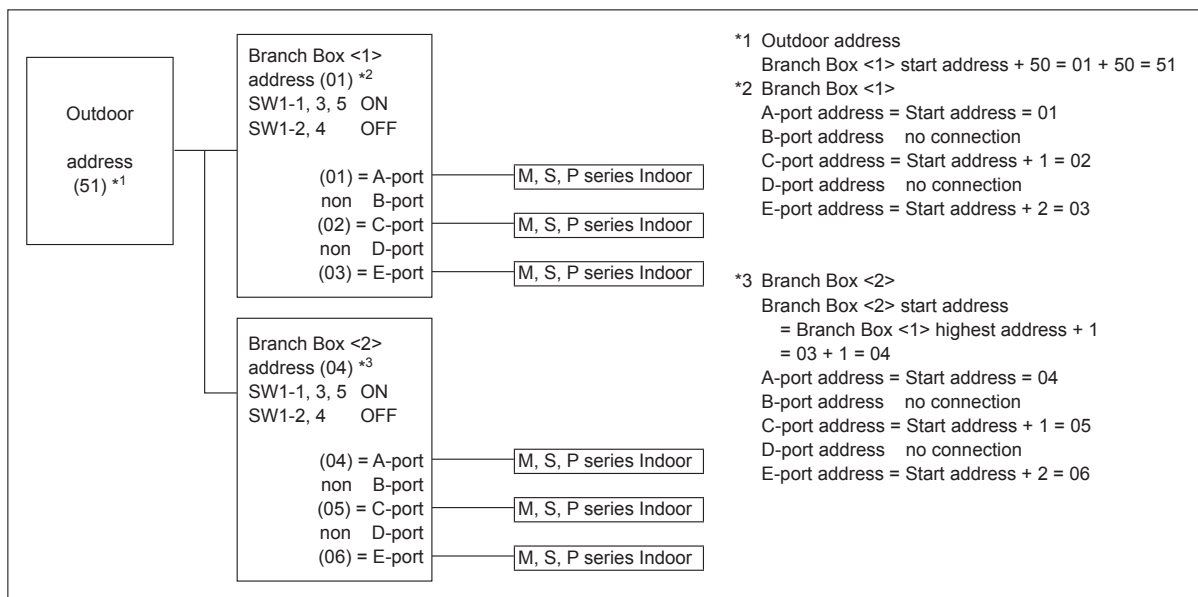 Outdoor
address
(51) *1
Branch Box <1>
address (01) *2
SW1-1, 3, 5 ON
SW1-2, 4 OFF
(01) = A-port
non B-port
(02) = C-port
non D-port
(03) = E-port
M, S, P series Indoor
M, S, P series Indoor
M, S, P series Indoor
Branch Box <2>
address (04) *3
SW1-1, 3, 5 ON
SW1-2, 4 OFF
(04) = A-port
non B-port
(05) = C-port
non D-port
(06) = E-port
M, S, P series Indoor
M, S, P series Indoor
M, S, P series Indoor
*1 Outdoor address
Branch Box <1> start address + 50 = 01 + 50 = 51
*2 Branch Box <1>
A-port address = Start address = 01
B-port address no connection
C-port address = Start address + 1 = 02
D-port address no connection
E-port address = Start address + 2 = 03
*3 Branch Box <2>
Branch Box <2> start address
= Branch Box <1> highest address + 1
= 03 + 1 = 04
A-port address = Start address = 04
B-port address no connection
C-port address = Start address + 1 = 05
D-port address no connection
E-port address = Start address + 2 = 06